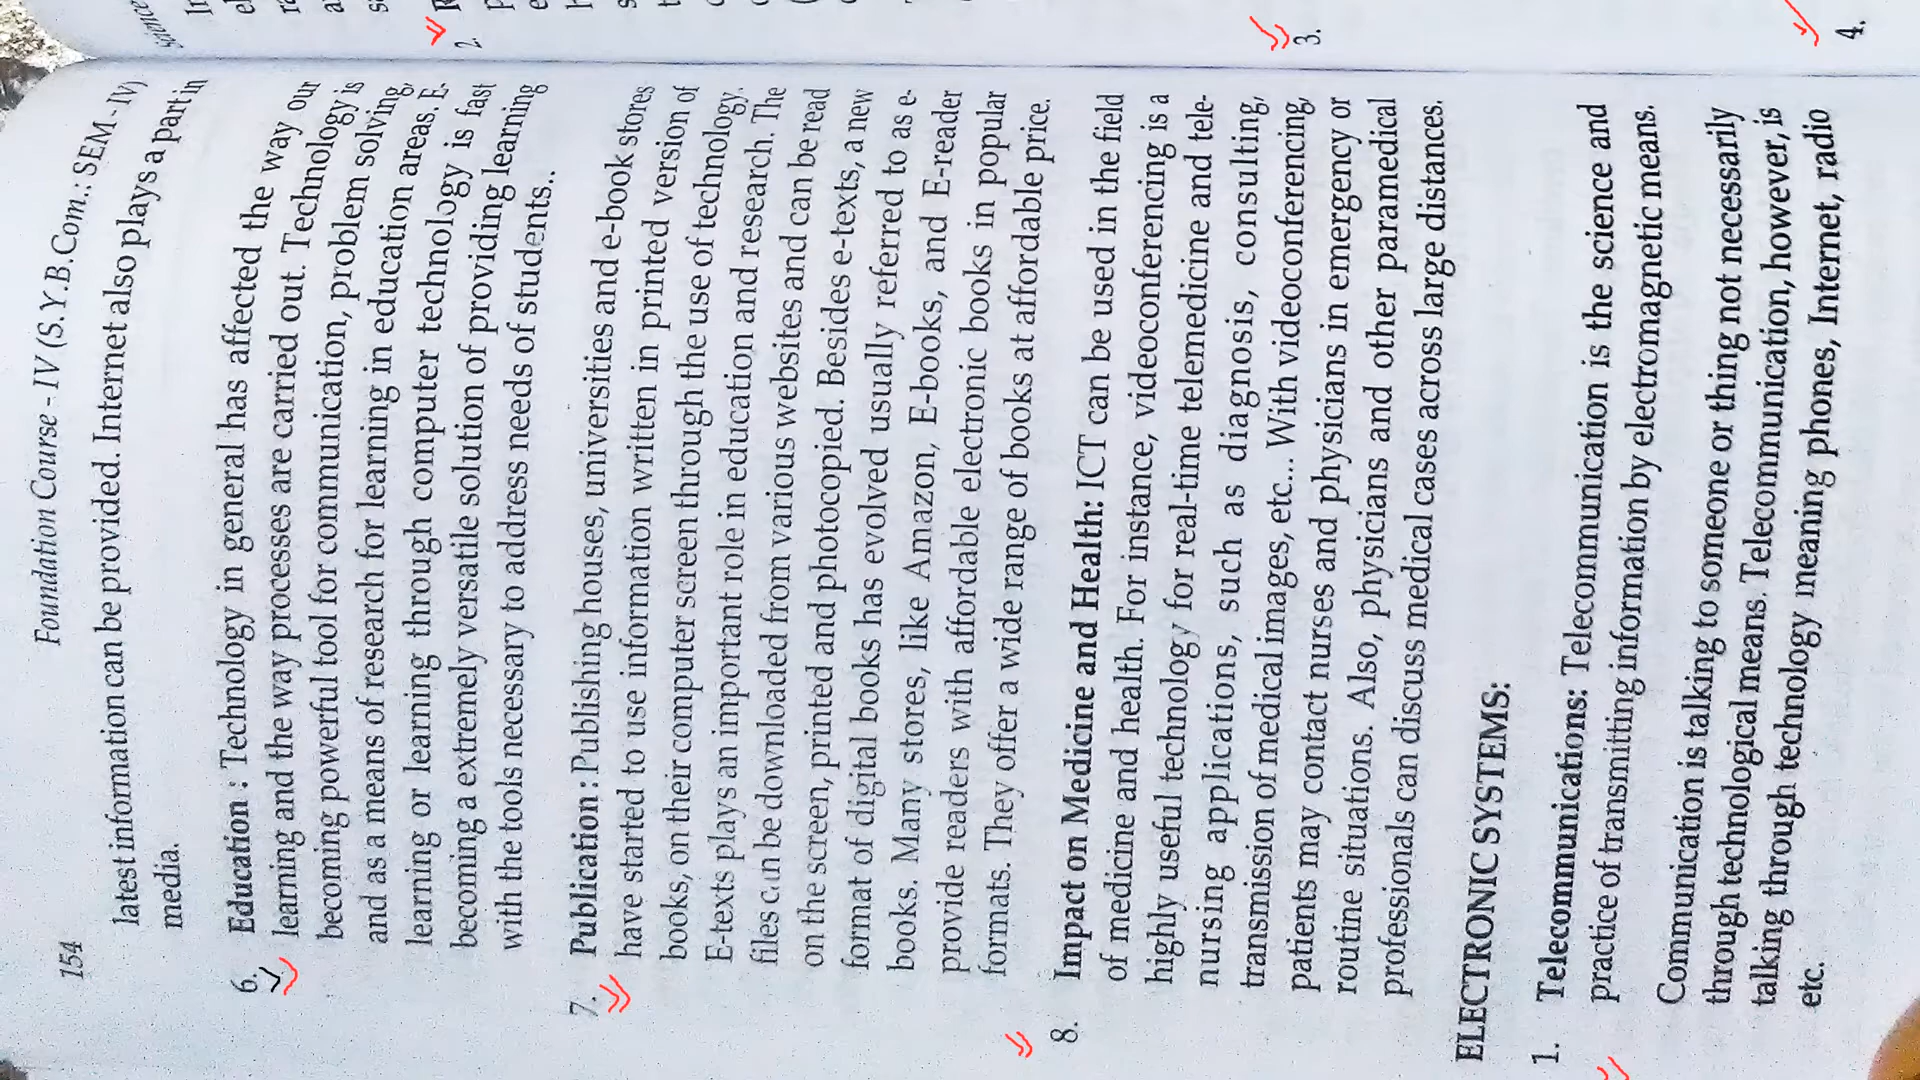 154
Foundation Course - IV (S.Y.B.Com.: SEM.-IV)
latest information can be provided. Internet also plays a part in
media.
6. Education : Technology in general has affected the way our
learning and the way processes are carried out. Technology is
becoming powerful tool for communication, problem solving,
and as a means of research for learning in education areas. E-
learning or learning through computer technology is fast
becoming a extremely versatile solution of providing learning
with the tools necessary to address needs of students..
7. Publication : Publishing houses, universities and e-book stores
have started to use information written in printed version of
books, on their computer screen through the use of technology.
E-texts plays an important role in education and research. The
files can be downloaded from various websites and can be read
on the screen, printed and photocopied. Besides e-texts, a new
format of digital books has evolved usually referred to as e-
books. Many stores, like Amazon, E-books, and E-reader
provide readers with affordable electronic books in popular
formats. They offer a wide range of books at affordable price.
8. Impact on Medicine and Health: ICT can be used in the field
of medicine and health. For instance, videoconferencing is a
highly useful technology for real-time telemedicine and tele-
nursing applications, such as diagnosis, consulting,
transmission of medical images, etc... With videoconferencing,
patients may contact nurses and physicians in emergency or
routine situations. Also, physicians and other paramedical
professionals can discuss medical cases across large distances.
ELECTRONIC SYSTEMS:
1. Telecommunications: Telecommunication is the science and
practice of transmitting information by electromagnetic means.
Communication is talking to someone or thing not necessarily
through technological means. Telecommunication, however, is
talking through technology meaning phones, Internet, radio
etc.
2.
3.
4.